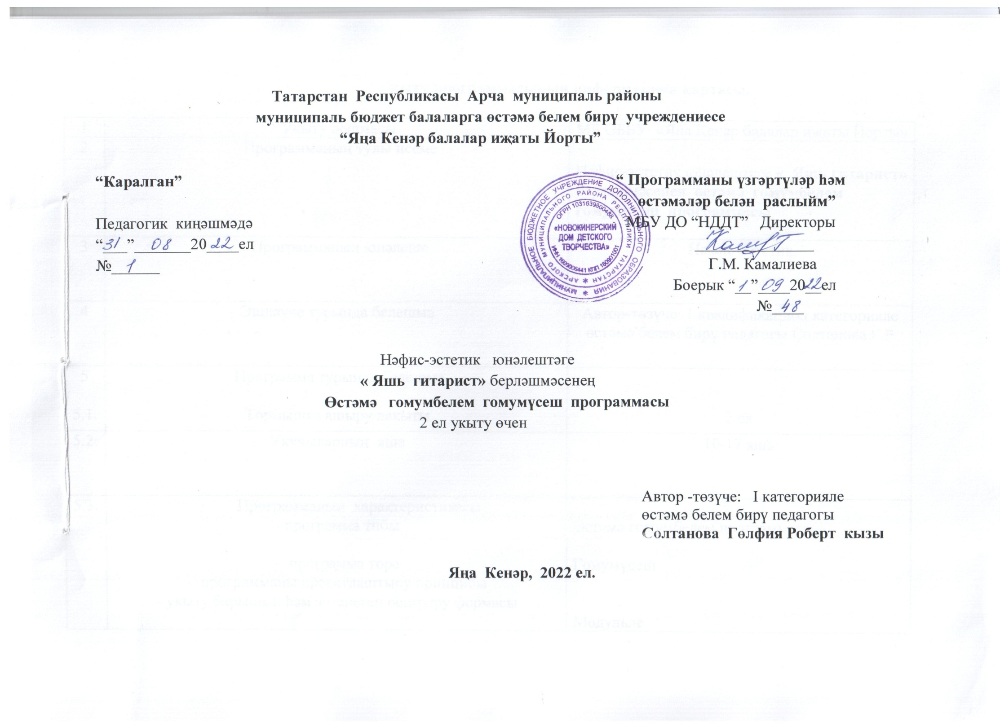 Татарстан Республикасы Арча муниципаль районы
муниципаль бюджет балаларга өстәмә белем бирү учреждениесе
“Яңа Кенәр балалар иҗаты Йорты”
“Каралган”
Педагогик киңәшмәдә
“31” 08 2022 ел
№ 1
“ Программаны үзгәртүләр һәм
өстәмәләр белән раслыйм”
МБУ ДО “НДДТ” Директоры
Г.М. Камалиева
Боерык “1” 09 2022 ел
№ 48
МУНИЦИПАЛЬНОЕ БЮДЖЕТНОЕ УЧРЕЖДЕНИЕ ДОПОЛНИТЕЛЬНОГО ОБРАЗОВАНИЯ
АРСКОГО МУНИЦИПАЛЬНОГО РАЙОНА РЕСПУБЛИКИ ТАТАРСТАН
ОГРН 1031639800488
«НОВОКИНЕРСКИЙ
ДОМ ДЕТСКОГО
ТВОРЧЕСТВА»
ИНН 1609006441 КПП 160901001
Нәфис-эстетик юнәлештәге
« Яшь гитарист» берләшмәсенең
Өстәмә гомумбелем гомумүсеш программасы
2 ел укыту өчен
Автор -төзүче: I категорияле
өстәмә белем бирү педагогы
Солтанова Гөлфия Роберт кызы
Яңа Кенәр, 2022 ел.